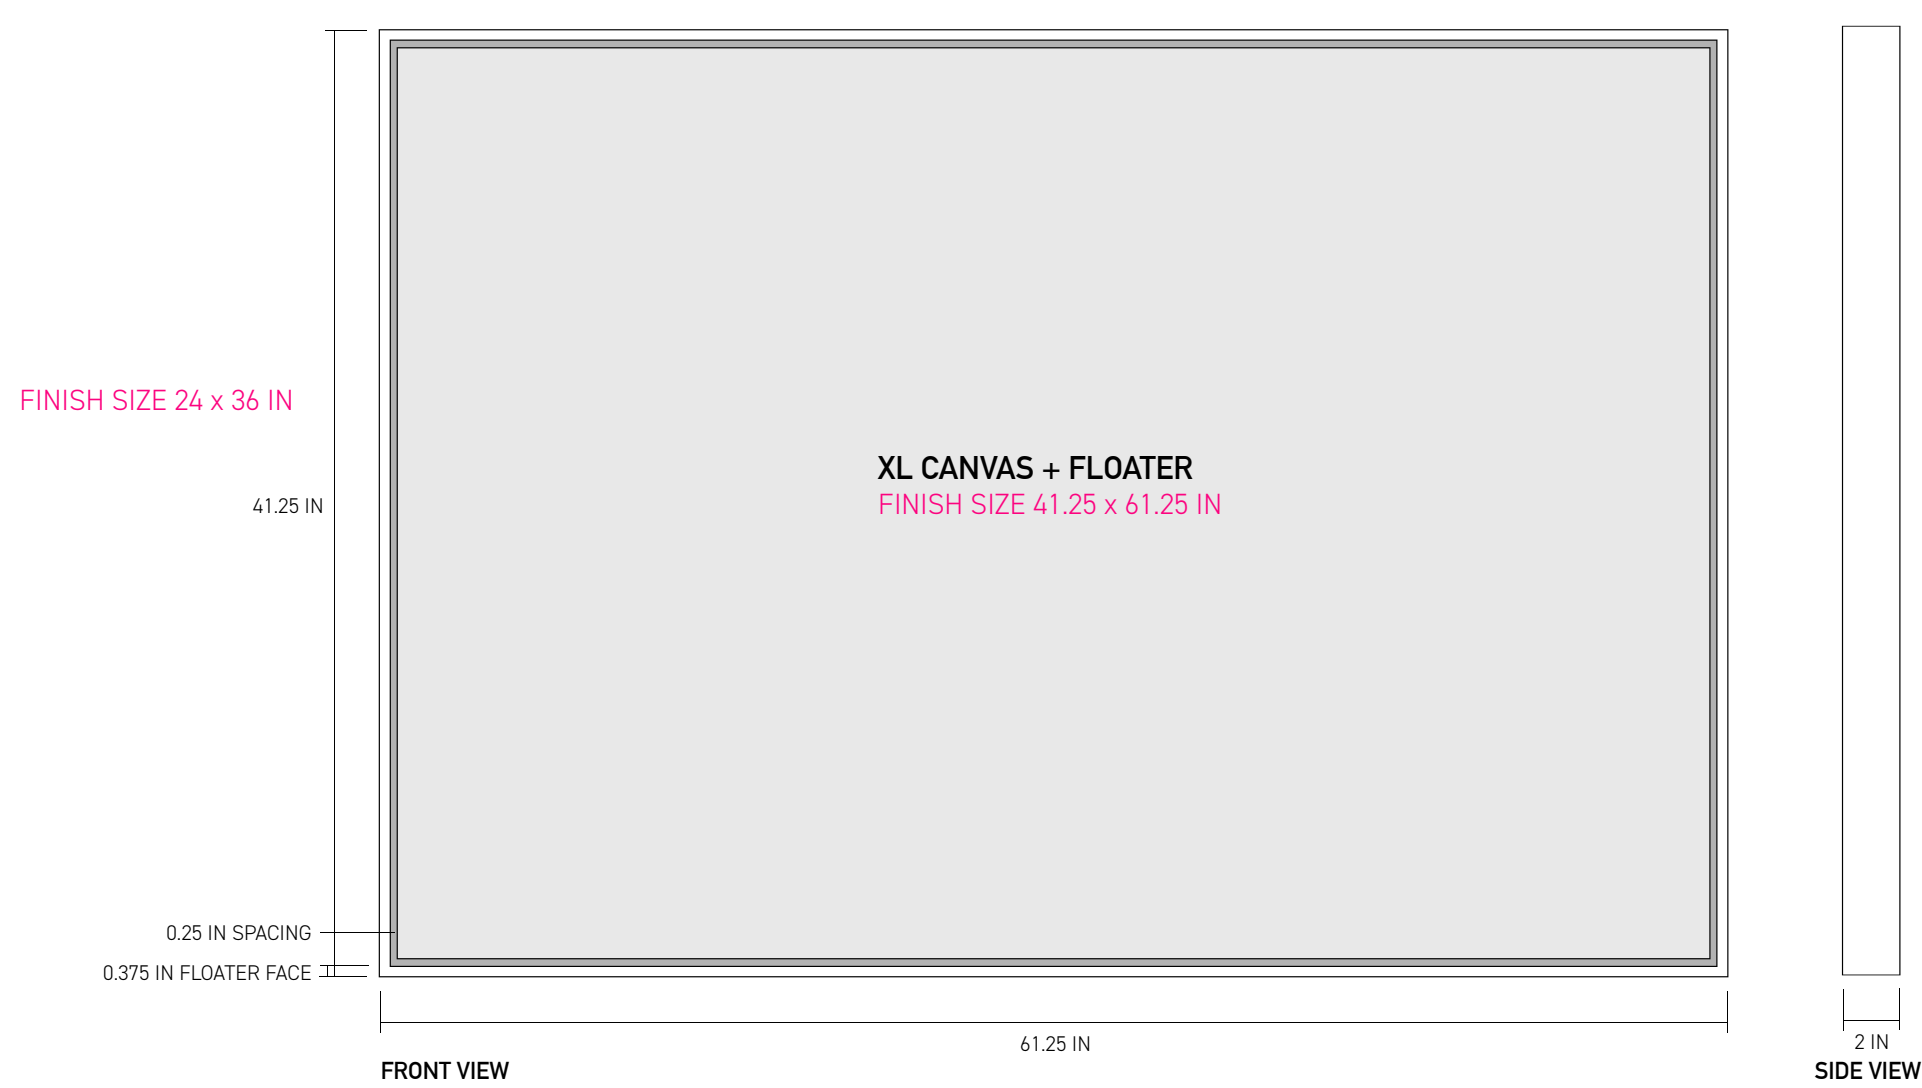 FINISH SIZE 24 x 36 IN
XL CANVAS + FLOATER
FINISH SIZE 41.25 x 61.25 IN
41.25 IN
0.25 IN SPACING
0.375 IN FLOATER FACE
61.25 IN
2 IN
FRONT VIEW
SIDE VIEW